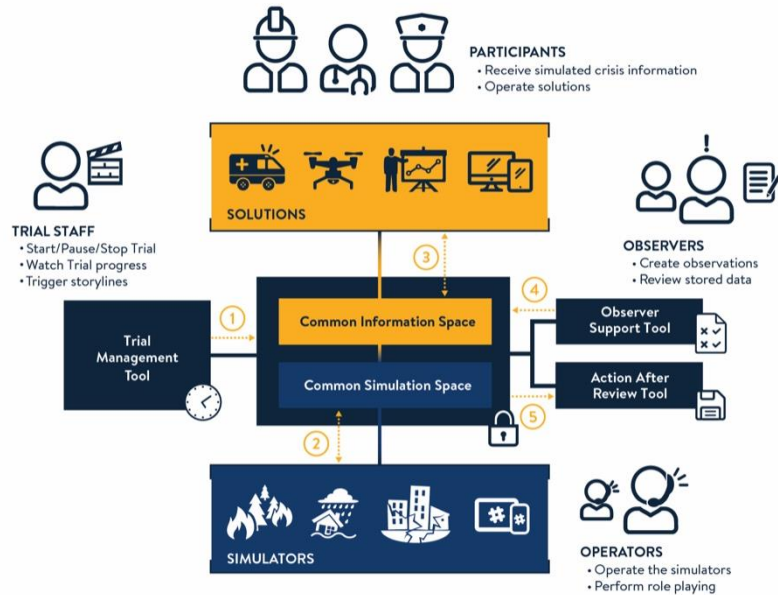 PARTICIPANTS
• Receive simulated crisis information
• Operate solutions
TRIAL STAFF
• Start/Pause/Stop Trial
• Watch Trial progress
• Trigger storylines
SOLUTIONS
OBSERVERS
• Create observations
• Review stored data
3
1
4
Trial
Management
Tool
Common Information Space
Common Simulation Space
Observer
Support Tool
Action After
Review Tool
5
2
SIMULATORS
#
#
OPERATORS
• Operate the simulators
• Perform role playing